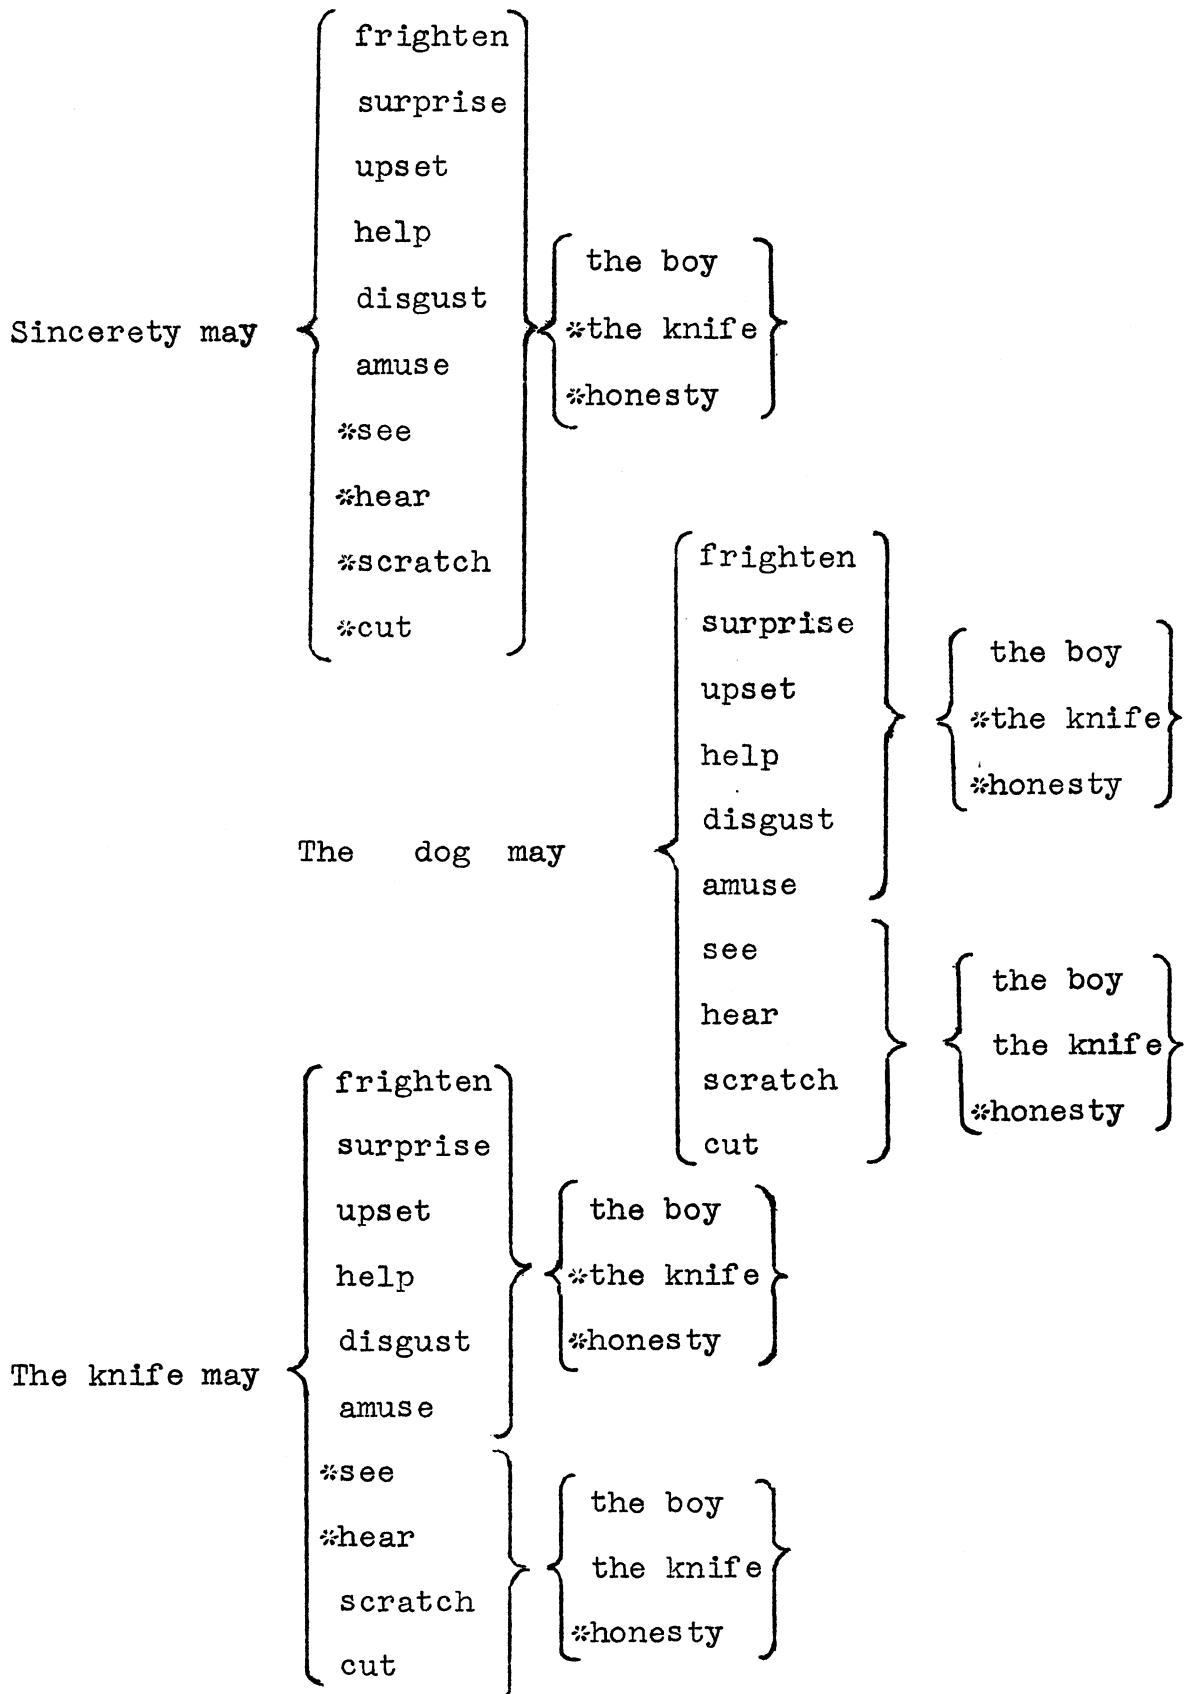 frighten
surprise
upset
help
disgust
amuse
*see
*hear
*scratch
*cut
Sincerety may
the boy
*the knife
*honesty
The dog may
frighten
surprise
upset
help
disgust
amuse
see
hear
scratch
cut
the boy
*the knife
*honesty
the boy
the knife
*honesty
The knife may
frighten
surprise
upset
help
disgust
amuse
*see
*hear
scratch
cut
the boy
*the knife
*honesty
the boy
the knife
*honesty